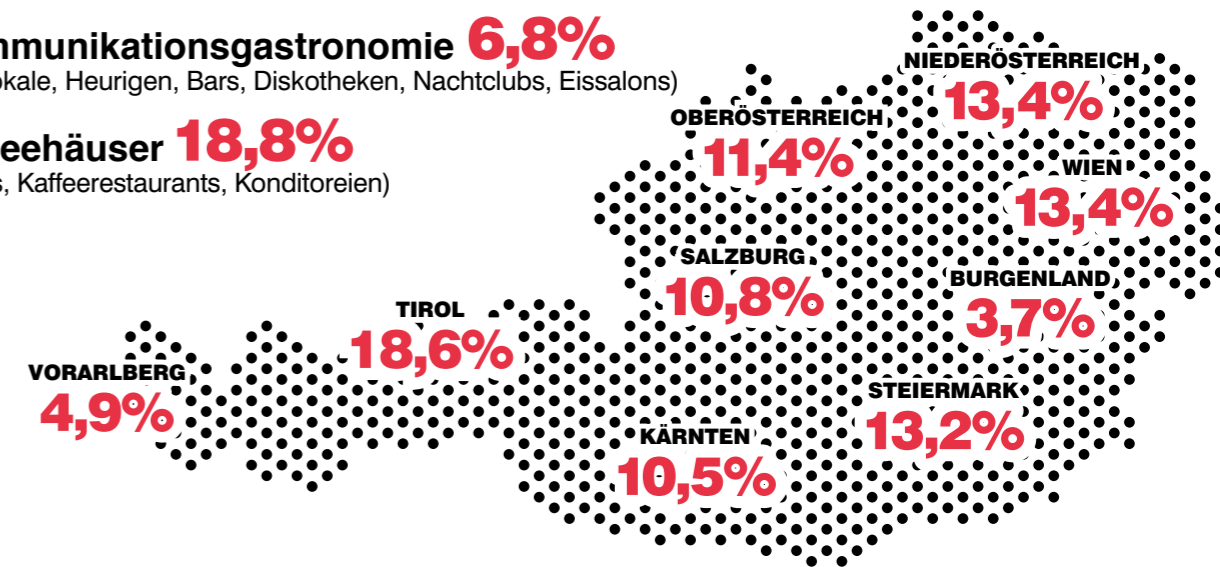 mmunikationsgastronomie 6,8%
okale, Heurigen, Bars, Diskotheken, Nachtclubs, Eissalons)
eehäuser 18,8%
s, Kaffeerestaurants, Konditoreien)
NIEDERÖSTERREICH
13,4%
OBERÖSTERREICH
11,4%
WIEN
13,4%
SALZBURG
10,8%
BURGENLAND
3,7%
TIROL
18,6%
VORARLBERG
4,9%
STEIERMARK
13,2%
KÄRNTEN
10,5%